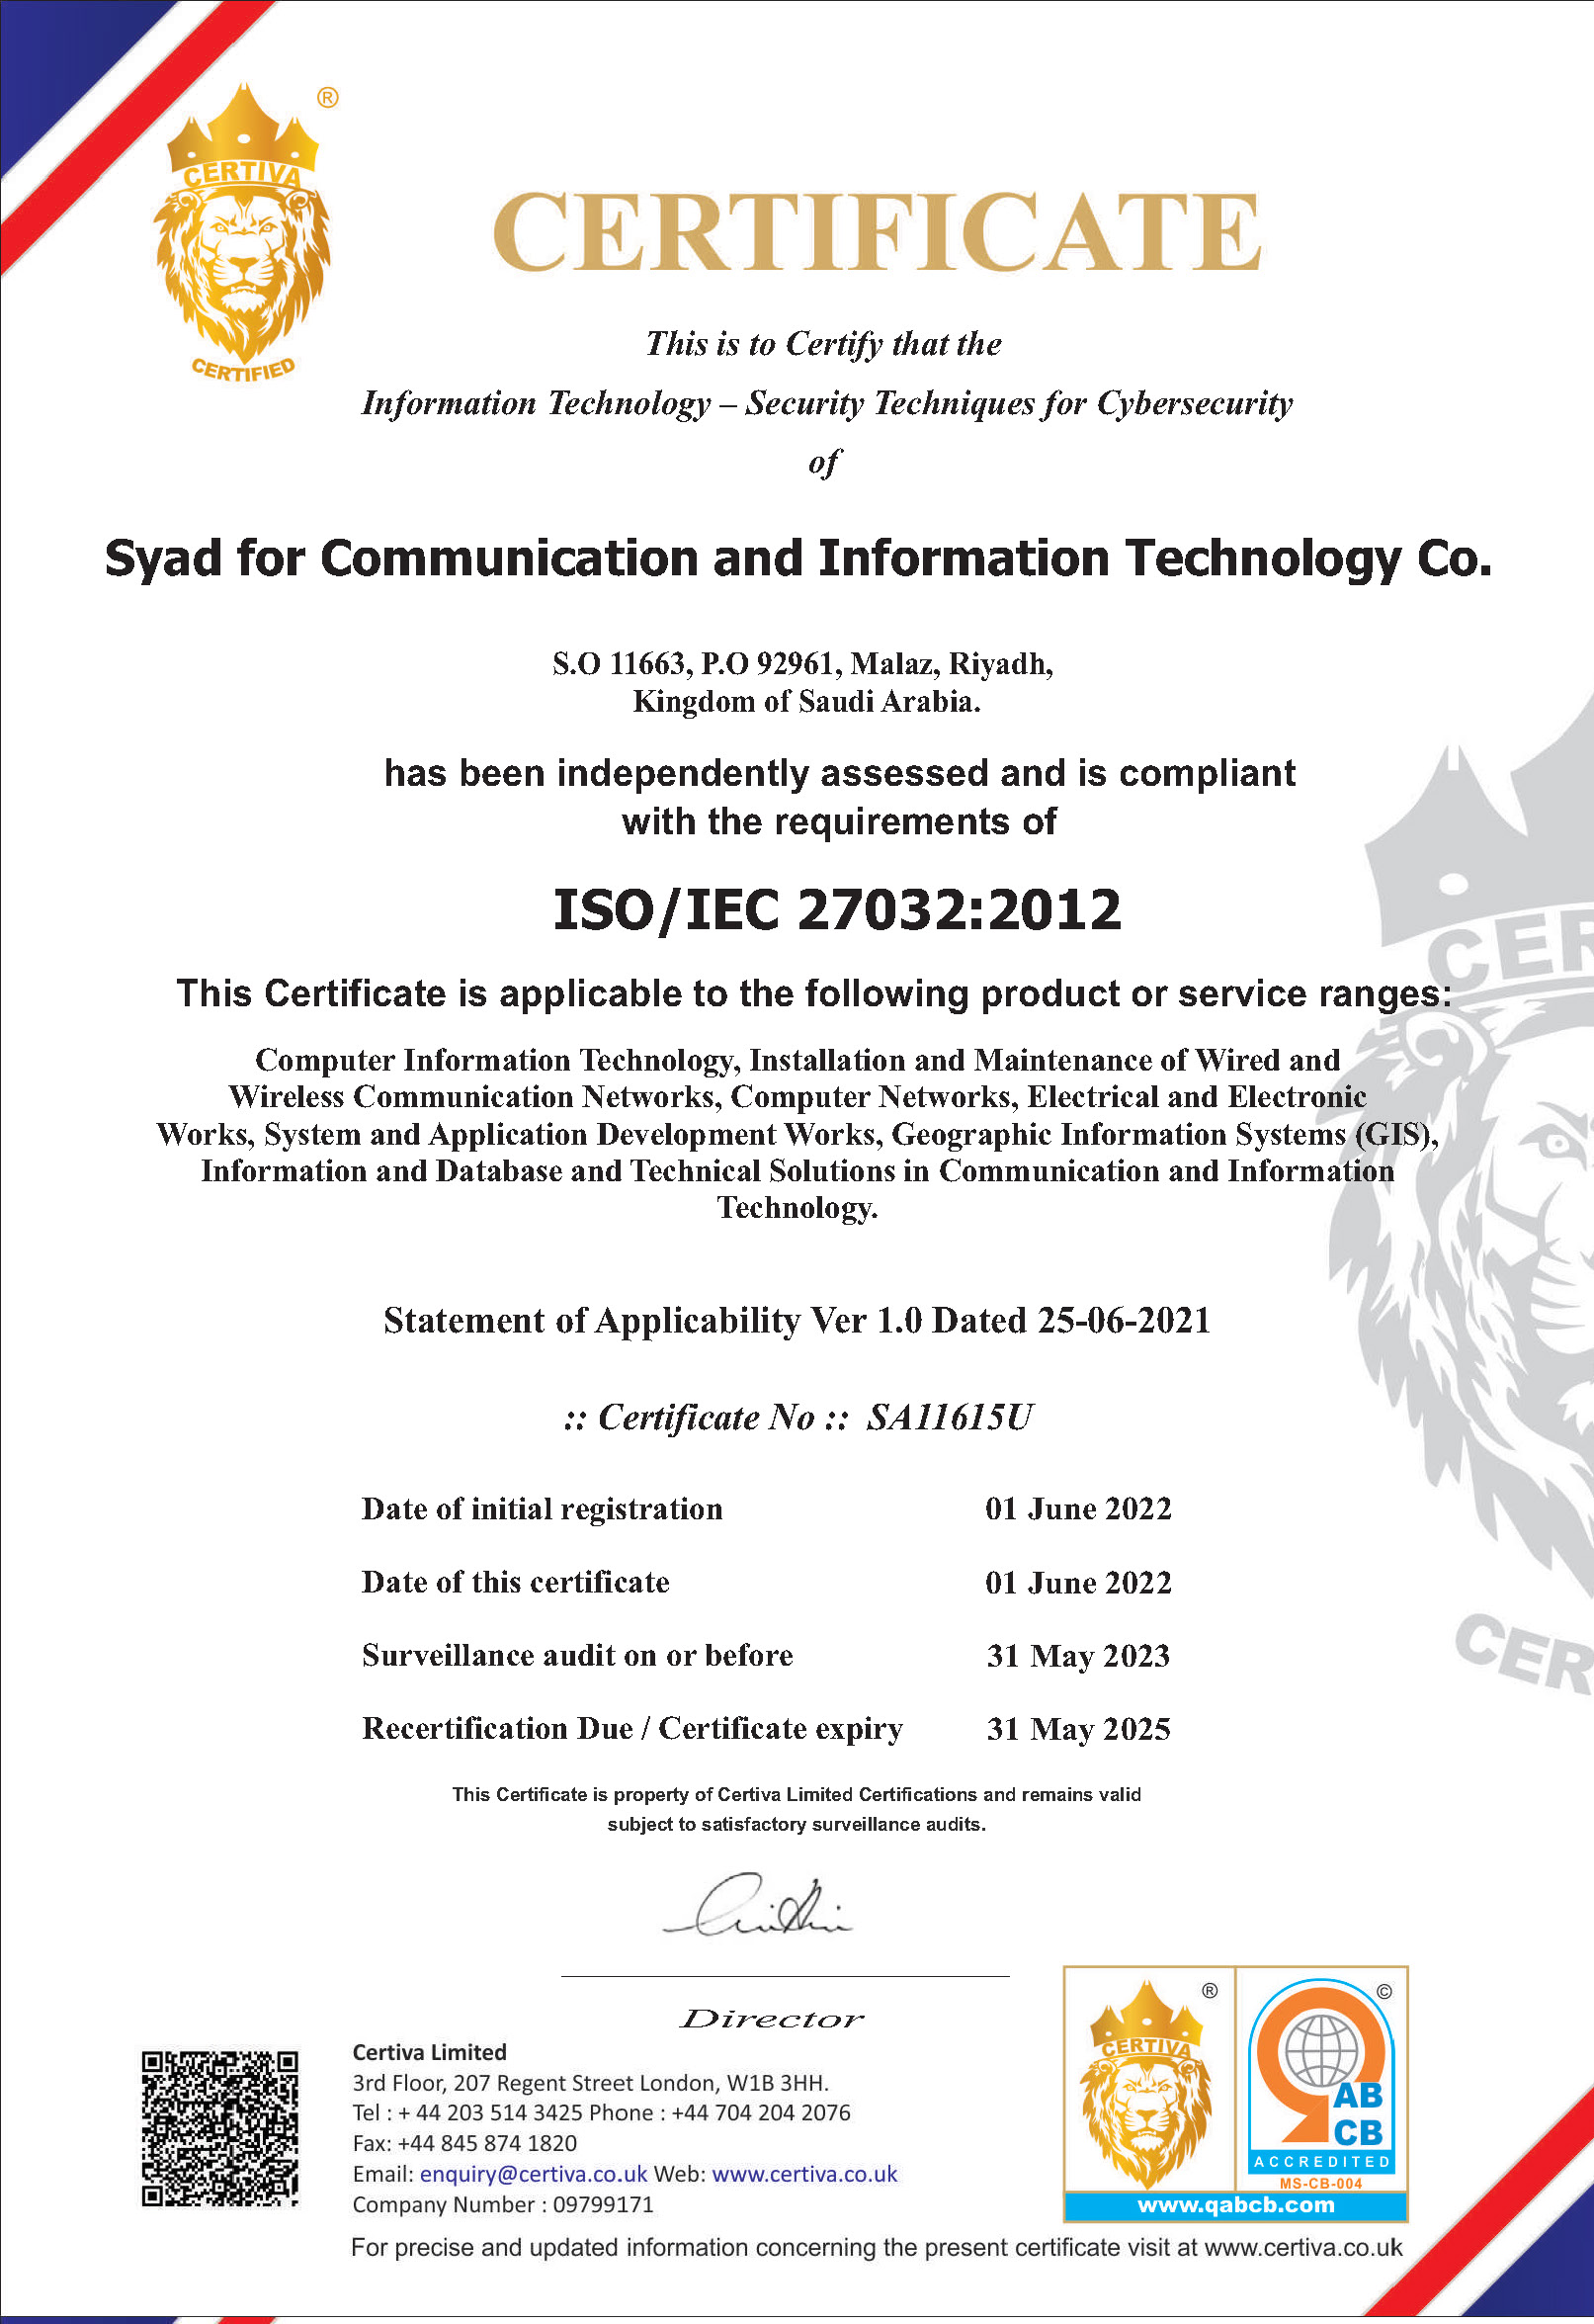 ®
CERTIVA
CERTIFIED
CERTIFICATE
This is to Certify that the
Information Technology – Security Techniques for Cybersecurity
of
Syad for Communication and Information Technology Co.
S.O 11663, P.O 92961, Malaz, Riyadh,
Kingdom of Saudi Arabia.
has been independently assessed and is compliant
with the requirements of
ISO/IEC 27032:2012
CER
This Certificate is applicable to the following product or service ranges:
Computer Information Technology, Installation and Maintenance of Wired and
Wireless Communication Networks, Computer Networks, Electrical and Electronic
Works, System and Application Development Works, Geographic Information Systems (GIS),
Information and Database and Technical Solutions in Communication and Information
Technology.
Statement of Applicability Ver 1.0 Dated 25-06-2021
:: Certificate No :: SA11615U
Date of initial registration 01 June 2022
Date of this certificate 01 June 2022
Surveillance audit on or before 31 May 2023
CER
Recertification Due / Certificate expiry 31 May 2025
This Certificate is property of Certiva Limited Certifications and remains valid
subject to satisfactory surveillance audits.
Director
Certiva Limited
3rd Floor, 207 Regent Street London, W1B 3HH.
Tel : + 44 203 514 3425 Phone : +44 704 204 2076
Fax: +44 845 874 1820
Email: enquiry@certiva.co.uk Web: www.certiva.co.uk
Company Number : 09799171
®
CERTIVA
©
AB
CB
ACCREDITED
MS-CB-004
www.qabcb.com
For precise and updated information concerning the present certificate visit at www.certiva.co.uk